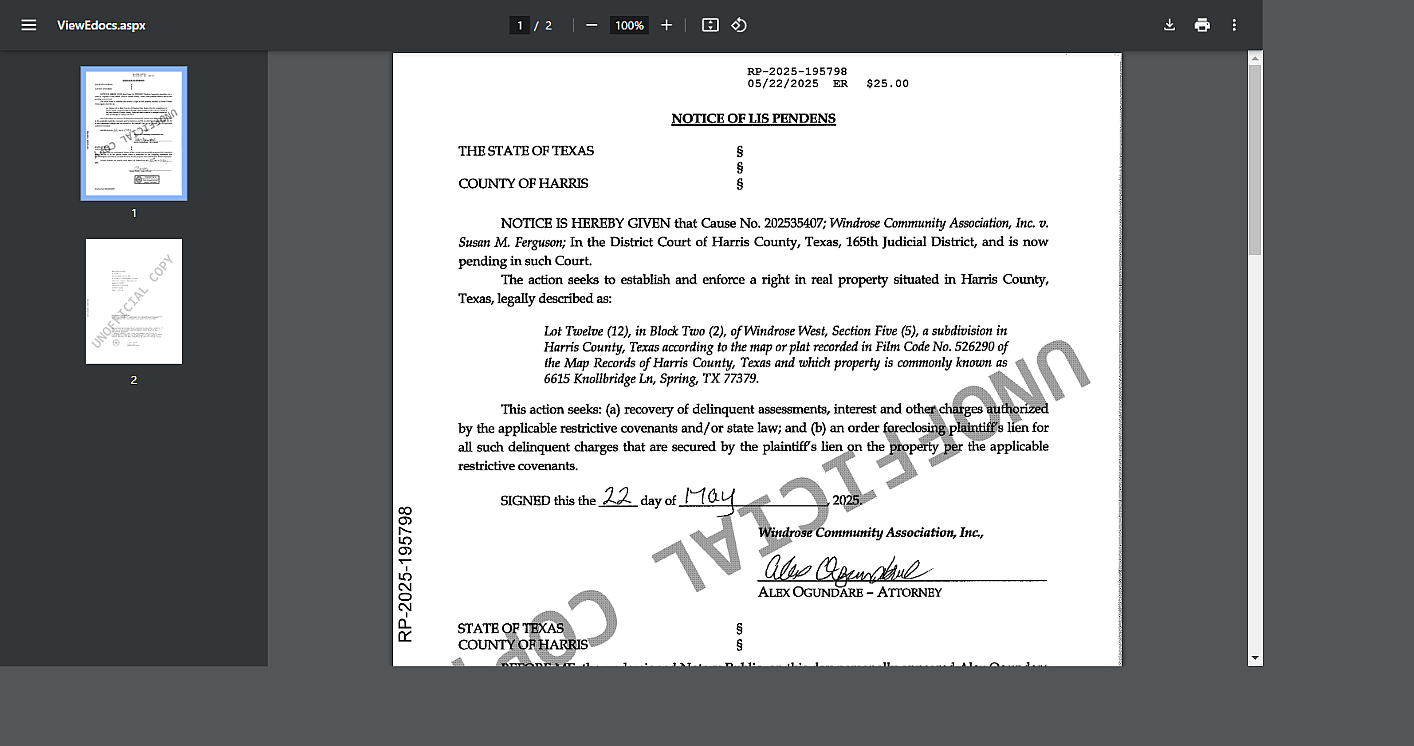 ViewEdocs.aspx
1 / 2
100%
1
2
RP-2025-195798
05/22/2025 ER $25.00
NOTICE OF LIS PENDENS
THE STATE OF TEXAS §
§
COUNTY OF HARRIS §
NOTICE IS HEREBY GIVEN that Cause No. 202535407; Windrose Community Association, Inc. v.
Susan M. Ferguson; In the District Court of Harris County, Texas, 165th Judicial District, and is now
pending in such Court.
The action seeks to establish and enforce a right in real property situated in Harris County,
Texas, legally described as:
Lot Twelve (12), in Block Two (2), of Windrose West, Section Five (5), a subdivision in
Harris County, Texas according to the map or plat recorded in Film Code No. 526290 of
the Map Records of Harris County, Texas and which property is commonly known as
6615 Knollbridge Ln, Spring, TX 77379.
This action seeks: (a) recovery of delinquent assessments, interest and other charges authorized
by the applicable restrictive covenants and/or state law; and (b) an order foreclosing plaintiff's lien for
all such delinquent charges that are secured by the plaintiff's lien on the property per the applicable
restrictive covenants.
SIGNED this the 22 day of May, 2025.
Windrose Community Association, Inc.,
Alex Ogundare
ALEX OGUNDARE – ATTORNEY
STATE OF TEXAS §
COUNTY OF HARRIS §
RP-2025-195798
UNOFFICIAL COPY
UNOFFICIAL COPY
UNOFFICIAL COPY